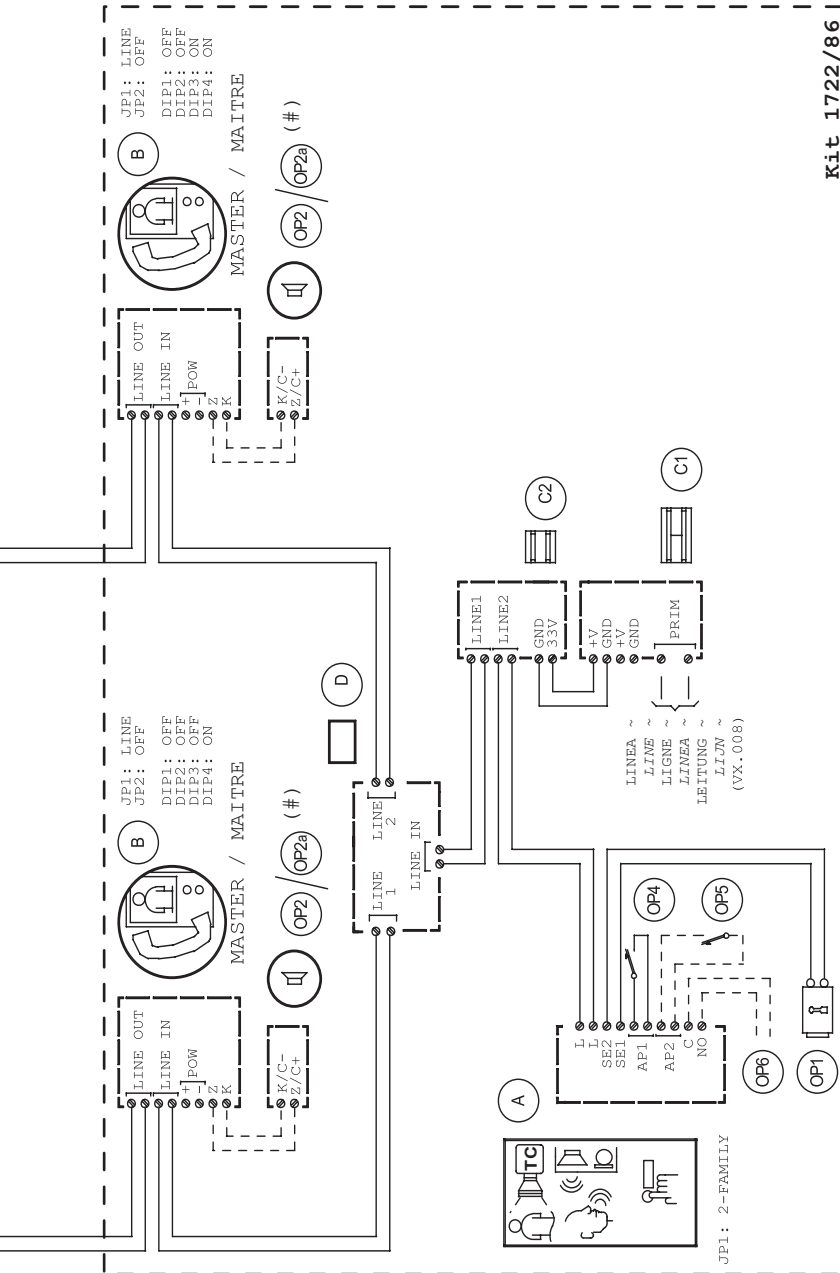 Kit 1722/86
JP1: LINE
JP2: OFF
DIP1: OFF
DIP2: OFF
DIP3: ON
DIP4: ON
B
MASTER / MAITRE
OP2 / OP2a (#)
LINE OUT
LINE IN
+
-
POW
Z
K
K/C-
Z/C+
JP1: LINE
JP2: OFF
DIP1: OFF
DIP2: OFF
DIP3: OFF
DIP4: ON
B
MASTER / MAITRE
OP2 / OP2a (#)
LINE OUT
LINE IN
+
-
POW
Z
K
K/C-
Z/C+
D
LINE 1
LINE 2
LINE IN
C2
LINE1
LINE2
GND
33V
C1
+V
GND
+V
GND
PRIM
LINEA ~
LINE ~
LIGNE ~
LINEA ~
LEITUNG ~
LIJN ~
(VX.008)
A
TC
L
L
SE2
SE1
AP1
AP2
C
NO
OP4
OP5
OP6
OP1
JP1: 2-FAMILY